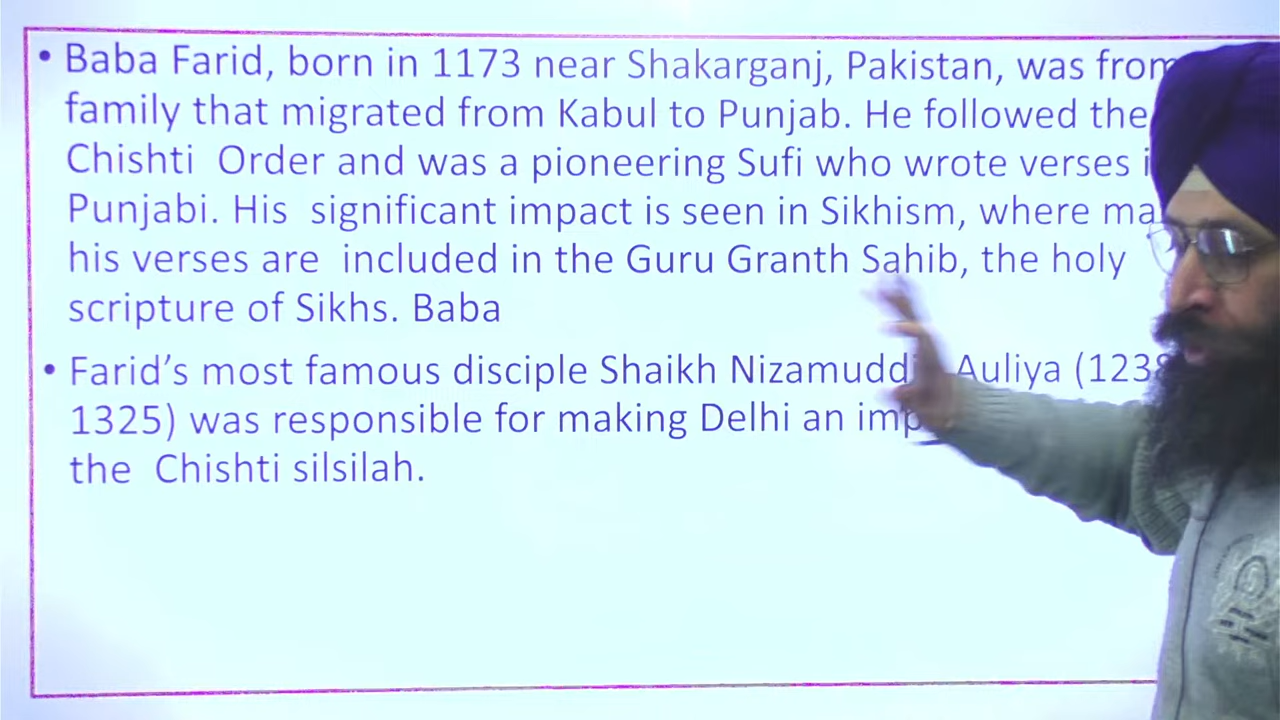 • Baba Farid, born in 1173 near Shakarganj, Pakistan, was from
family that migrated from Kabul to Punjab. He followed the
Chishti Order and was a pioneering Sufi who wrote verses
Punjabi. His significant impact is seen in Sikhism, where
his verses are included in the Guru Granth Sahib, the holy
scripture of Sikhs. Baba
• Farid's most famous disciple Shaikh Auliya (1238
1325) was responsible for making Delhi an
the Chishti silsilah.